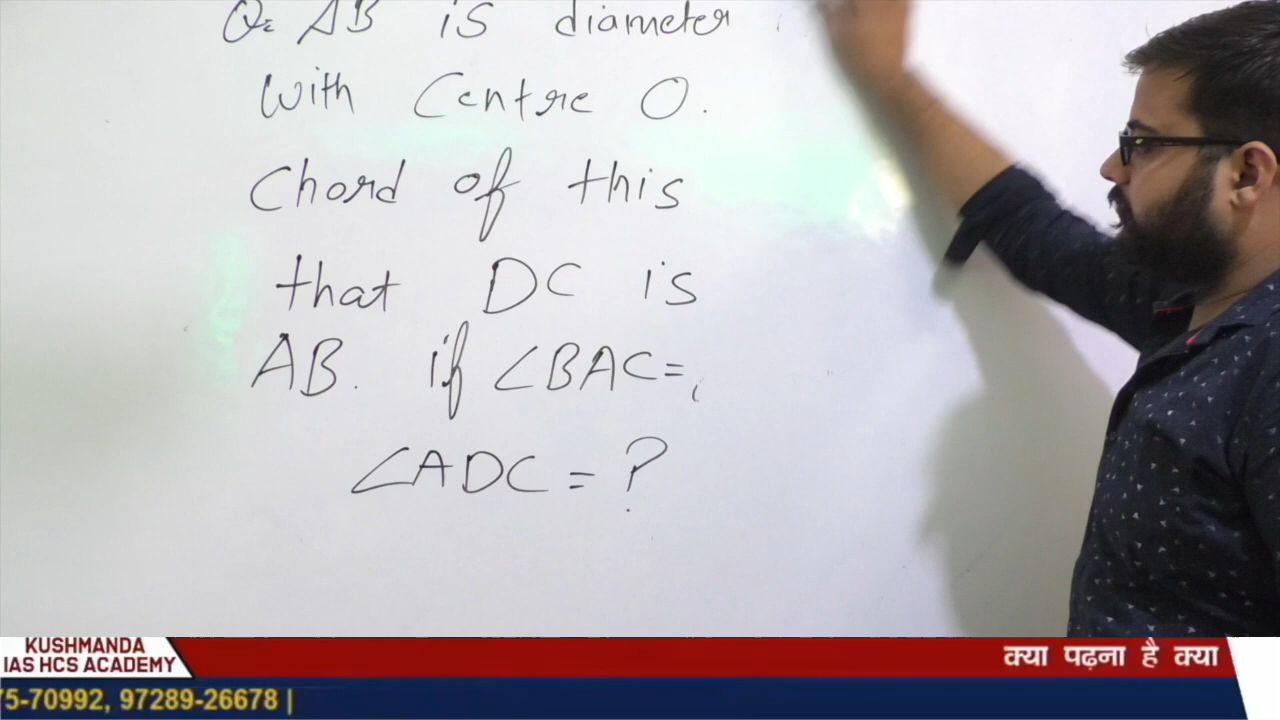 Q: AB is diameter
with Centre O.
Chord of this
that DC is
AB. if ∠BAC=
∠ADC = ?
KUSHMANDA
IAS HCS ACADEMY
क्या पढ़ना है क्या
75-70992, 97289-26678 |